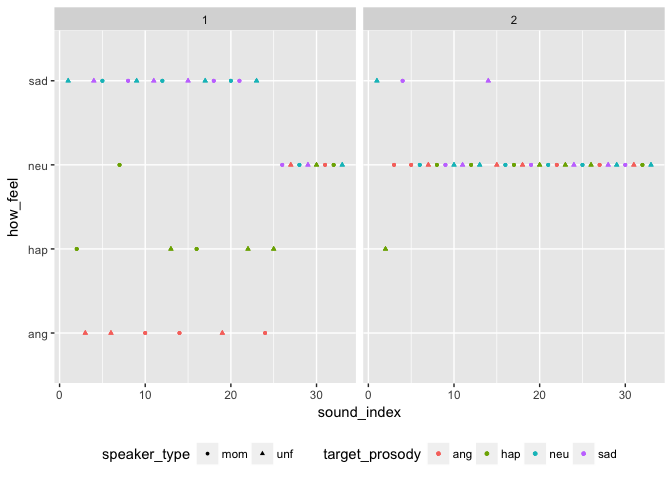 1 2
how_feel
sad
neu
hap
ang
0 10 20 30 0 10 20 30
sound_index
speaker_type mom unf target_prosody ang hap neu sad